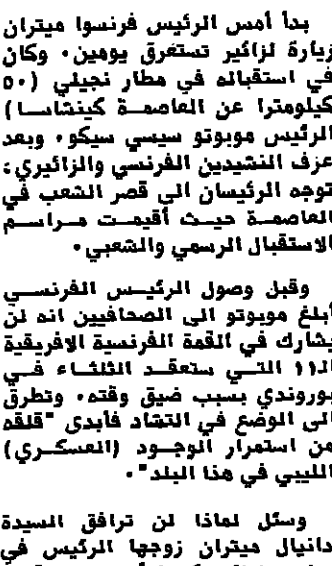 بدأ أمس الرئيس فرنسوا ميتران
زيارة لزائير تستغرق يومين. وكان
في استقباله في مطار نجيلي (٥٠
كيلومترا عن العاصمة كينشاسا)
الرئيس موبوتو سيسي سيكو. وبعد
عزف النشيدين الفرنسي والزائيري،
توجه الرئيسان الى قصر الشعب في
العاصمة حيث أقيمت مراسم
الاستقبال الرسمي والشعبي.
وقبل وصول الرئيس الفرنسي
أبلغ موبوتو الى الصحافيين انه لن
يشارك في القمة الفرنسية الافريقية
الـ١١ التي ستعقد الثلثاء في
بوروندي بسبب ضيق وقته. وتطرق
الى الوضع في التشاد فأبدى "قلقه
من استمرار الوجود (العسكري)
الليبي في هذا البلد".
وسئل لماذا لن ترافق السيدة
دانيال ميتران زوجها الرئيس في